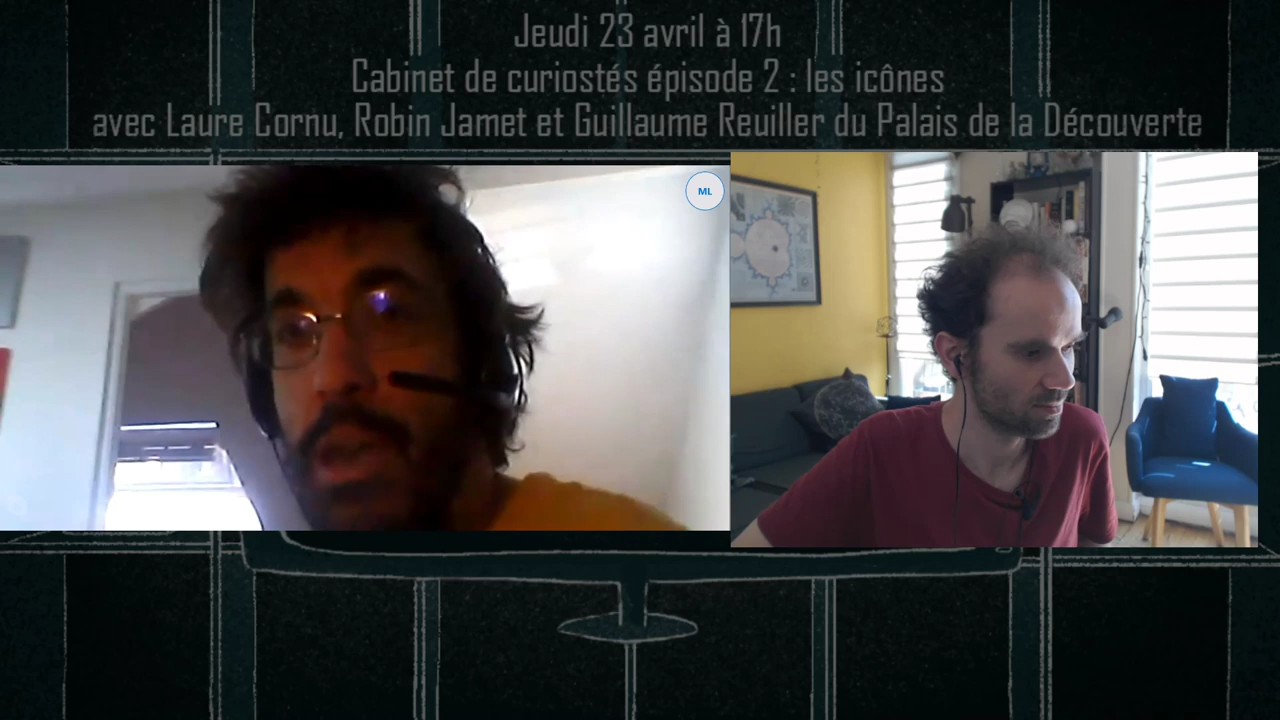 Jeudi 23 avril à 17h
Cabinet de curiostés épisode 2 : les icônes
avec Laure Cornu, Robin Jamet et Guillaume Reuiller du Palais de la Découverte
ML